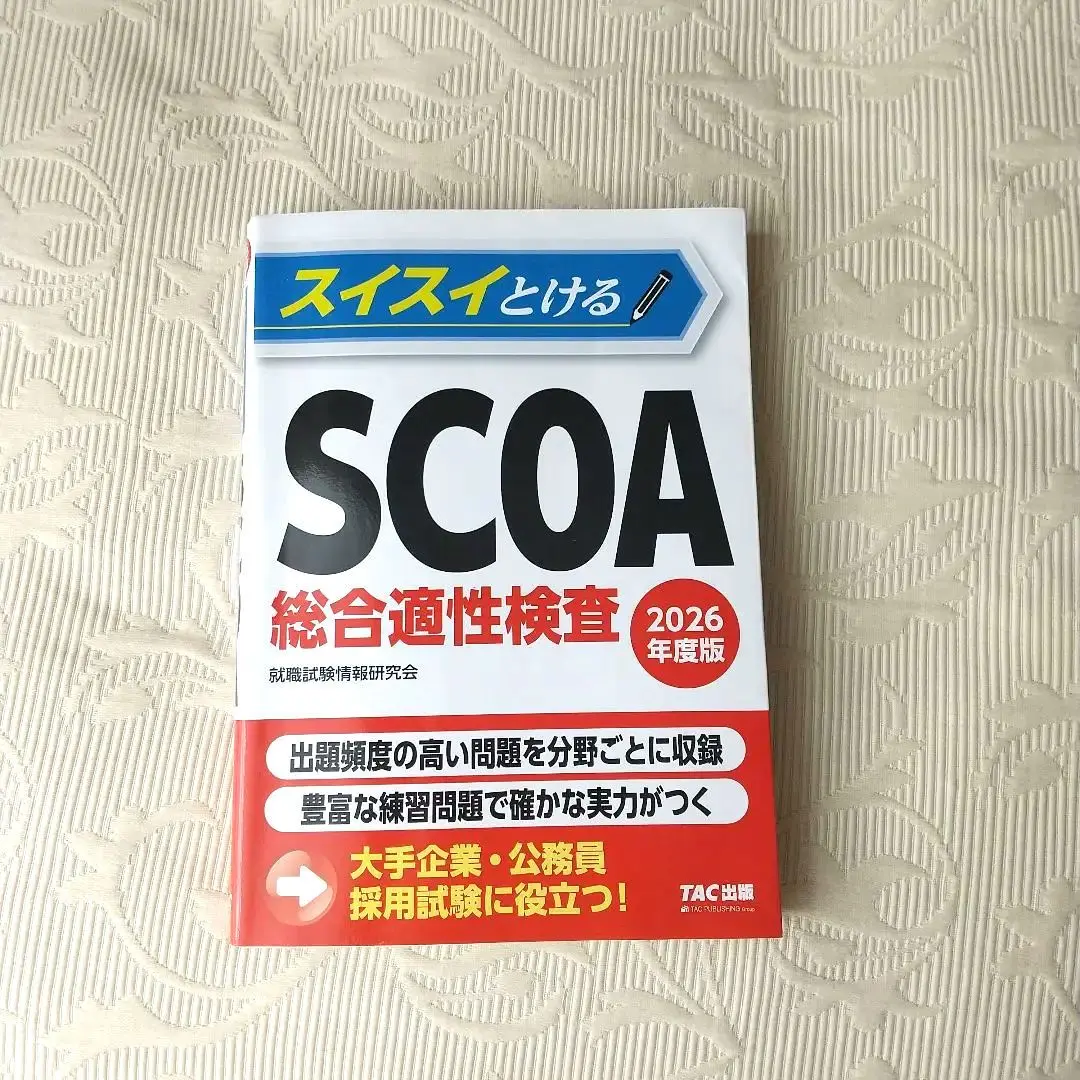 スイスイとける
SCOA
総合適性検査
2026
年度版
就職試験情報研究会
出題頻度の高い問題を分野ごとに収録
豊富な練習問題で確かな実力がつく
大手企業・公務員
採用試験に役立つ!
TAC出版
TAC PUBLISHING Group